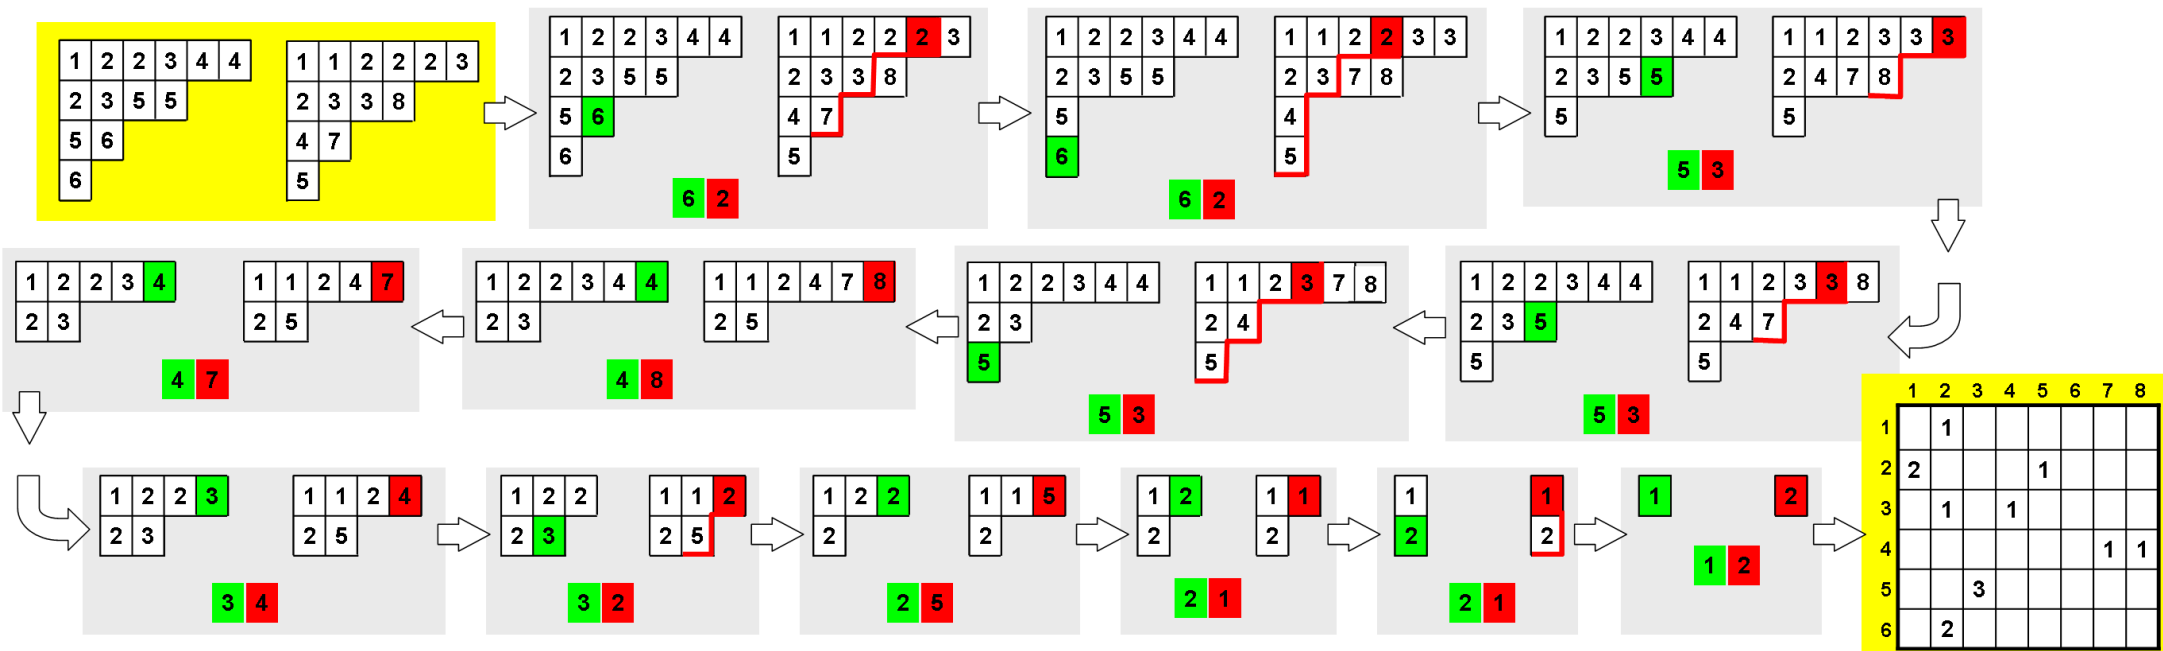 1 2 2 3 4 4 1 1 2 2 2 3
2 3 5 5 2 3 3 8
5 6 4 7
6 5
1 2 2 3 4 4 1 1 2 2 2 3
2 3 5 5 2 3 3 8
5 6 4 7
6 5
6 2
1 2 2 3 4 4 1 1 2 2 3 3
2 3 5 5 2 3 7 8
5 4
6 5
6 2
1 2 2 3 4 4 1 1 2 3 3 3
2 3 5 5 2 4 7 8
5 5
5 3
1 2 2 3 4 4 1 1 2 3 3 8
2 3 5 2 4 7
5 5
5 3
1 2 2 3 4 4 1 1 2 3 7 8
2 3 2 4
5 5
5 3
1 2 2 3 4 4 1 1 2 4 7 8
2 3 2 5
4 8
1 2 2 3 4 1 1 2 4 7
2 3 2 5
4 7
1 2 2 3 1 1 2 4
2 3 2 5
3 4
1 2 2 1 1 2
2 3 2 5
3 2
1 2 2 1 1 5
2 2
2 5
1 2 1 1
2 2
2 1
1 1
2 2
2 1
1 2
1 2
1 2 3 4 5 6 7 8
1 1
2 2 1
3 1 1
4 1 1
5 3
6 2